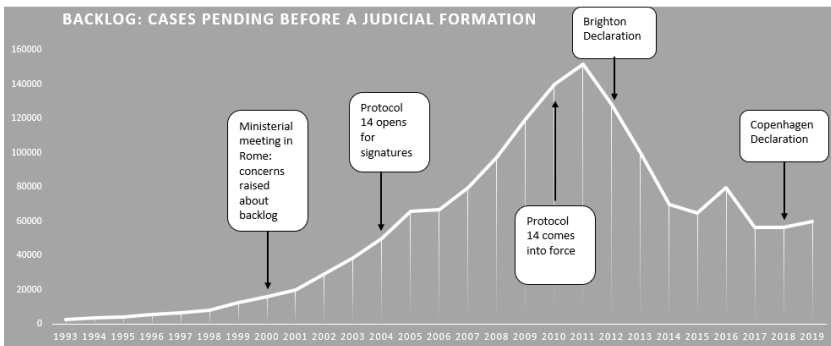 BACKLOG: CASES PENDING BEFORE A JUDICIAL FORMATION
160000
140000
120000
100000
80000
60000
40000
20000
0
Ministerial
meeting in
Rome:
concerns
raised
about
backlog
Protocol
14 opens
for
signatures
Protocol
14 comes
into force
Brighton
Declaration
Copenhagen
Declaration
1993 1994 1995 1996 1997 1998 1999 2000 2001 2002 2003 2004 2005 2006 2007 2008 2009 2010 2011 2012 2013 2014 2015 2016 2017 2018 2019